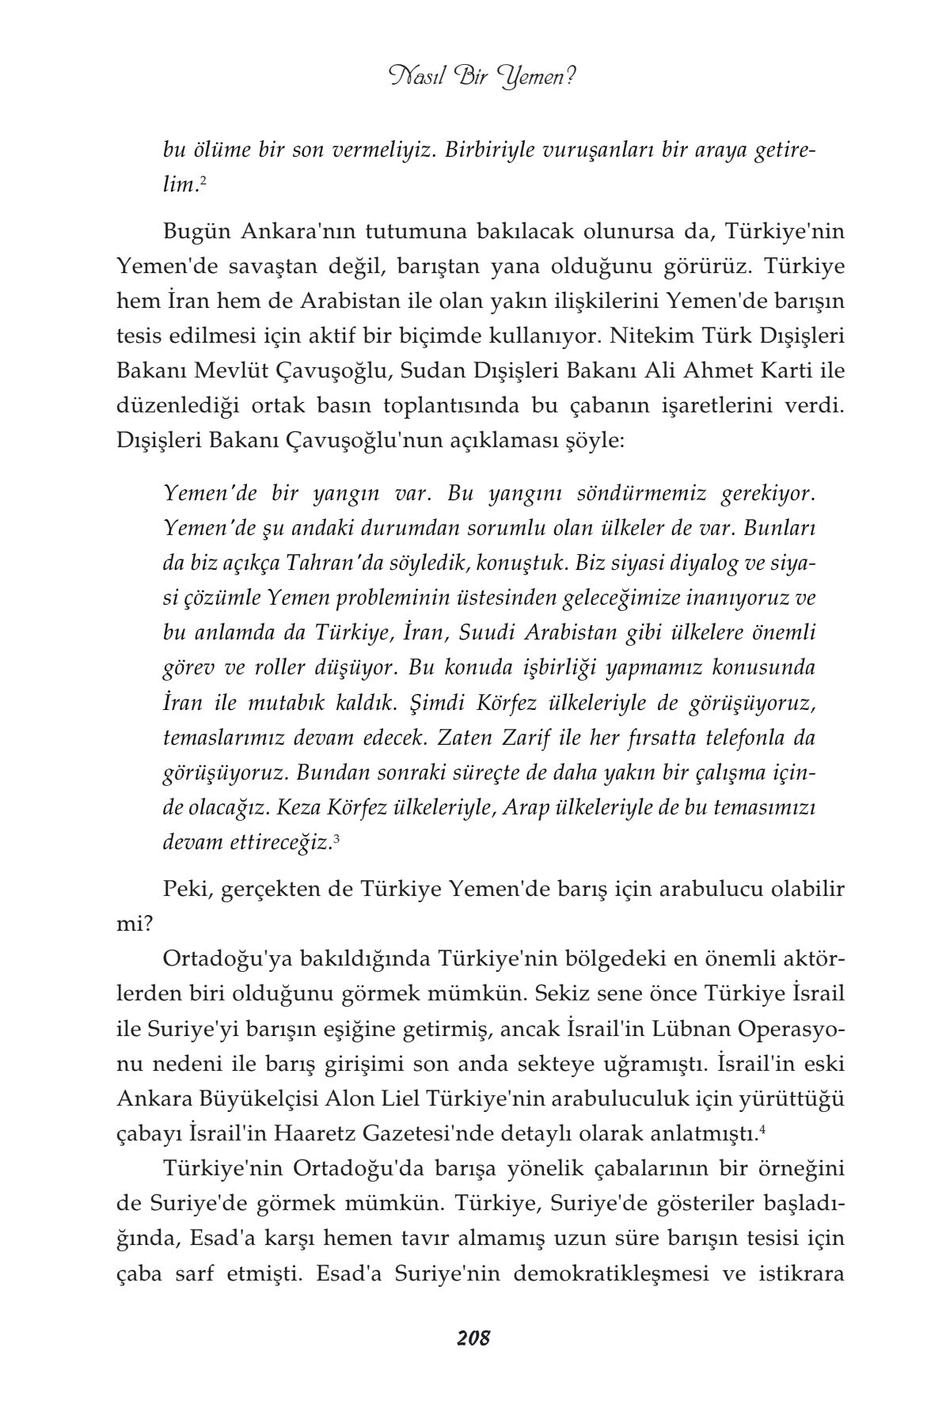 Nasıl Bir Yemen?
bu ölüme bir son vermeliyiz. Birbiriyle vuruşanları bir araya getire-
lim.2
Bugün Ankara'nın tutumuna bakılacak olunursa da, Türkiye'nin
Yemen'de savaştan değil, barıştan yana olduğunu görürüz. Türkiye
hem İran hem de Arabistan ile olan yakın ilişkilerini Yemen'de barışın
tesis edilmesi için aktif bir biçimde kullanıyor. Nitekim Türk Dışişleri
Bakanı Mevlüt Çavuşoğlu, Sudan Dışişleri Bakanı Ali Ahmet Karti ile
düzenlediği ortak basın toplantısında bu çabanın işaretlerini verdi.
Dışişleri Bakanı Çavuşoğlu'nun açıklaması şöyle:
Yemen'de bir yangın var. Bu yangını söndürmemiz gerekiyor.
Yemen'de şu andaki durumdan sorumlu olan ülkeler de var. Bunları
da biz açıkça Tahran'da söyledik, konuştuk. Biz siyasi diyalog ve siya-
si çözümle Yemen probleminin üstesinden geleceğimize inanıyoruz ve
bu anlamda da Türkiye, İran, Suudi Arabistan gibi ülkelere önemli
görev ve roller düşüyor. Bu konuda işbirliği yapmamız konusunda
İran ile mutabık kaldık. Şimdi Körfez ülkeleriyle de görüşüyoruz,
temaslarımız devam edecek. Zaten Zarif ile her fırsatta telefonla da
görüşüyoruz. Bundan sonraki süreçte de daha yakın bir çalışma için-
de olacağız. Keza Körfez ülkeleriyle, Arap ülkeleriyle de bu temasımızı
devam ettireceğiz.3
Peki, gerçekten de Türkiye Yemen'de barış için arabulucu olabilir
mi?
Ortadoğu'ya bakıldığında Türkiye'nin bölgedeki en önemli aktör-
lerden biri olduğunu görmek mümkün. Sekiz sene önce Türkiye İsrail
ile Suriye'yi barışın eşiğine getirmiş, ancak İsrail'in Lübnan Operasyo-
nu nedeni ile barış girişimi son anda sekteye uğramıştı. İsrail'in eski
Ankara Büyükelçisi Alon Liel Türkiye'nin arabuluculuk için yürüttüğü
çabayı İsrail'in Haaretz Gazetesi'nde detaylı olarak anlatmıştı.4
Türkiye'nin Ortadoğu'da barışa yönelik çabalarının bir örneğini
de Suriye'de görmek mümkün. Türkiye, Suriye'de gösteriler başladı-
ğında, Esad'a karşı hemen tavır almamış uzun süre barışın tesisi için
çaba sarf etmişti. Esad'a Suriye'nin demokratikleşmesi ve istikrara
208